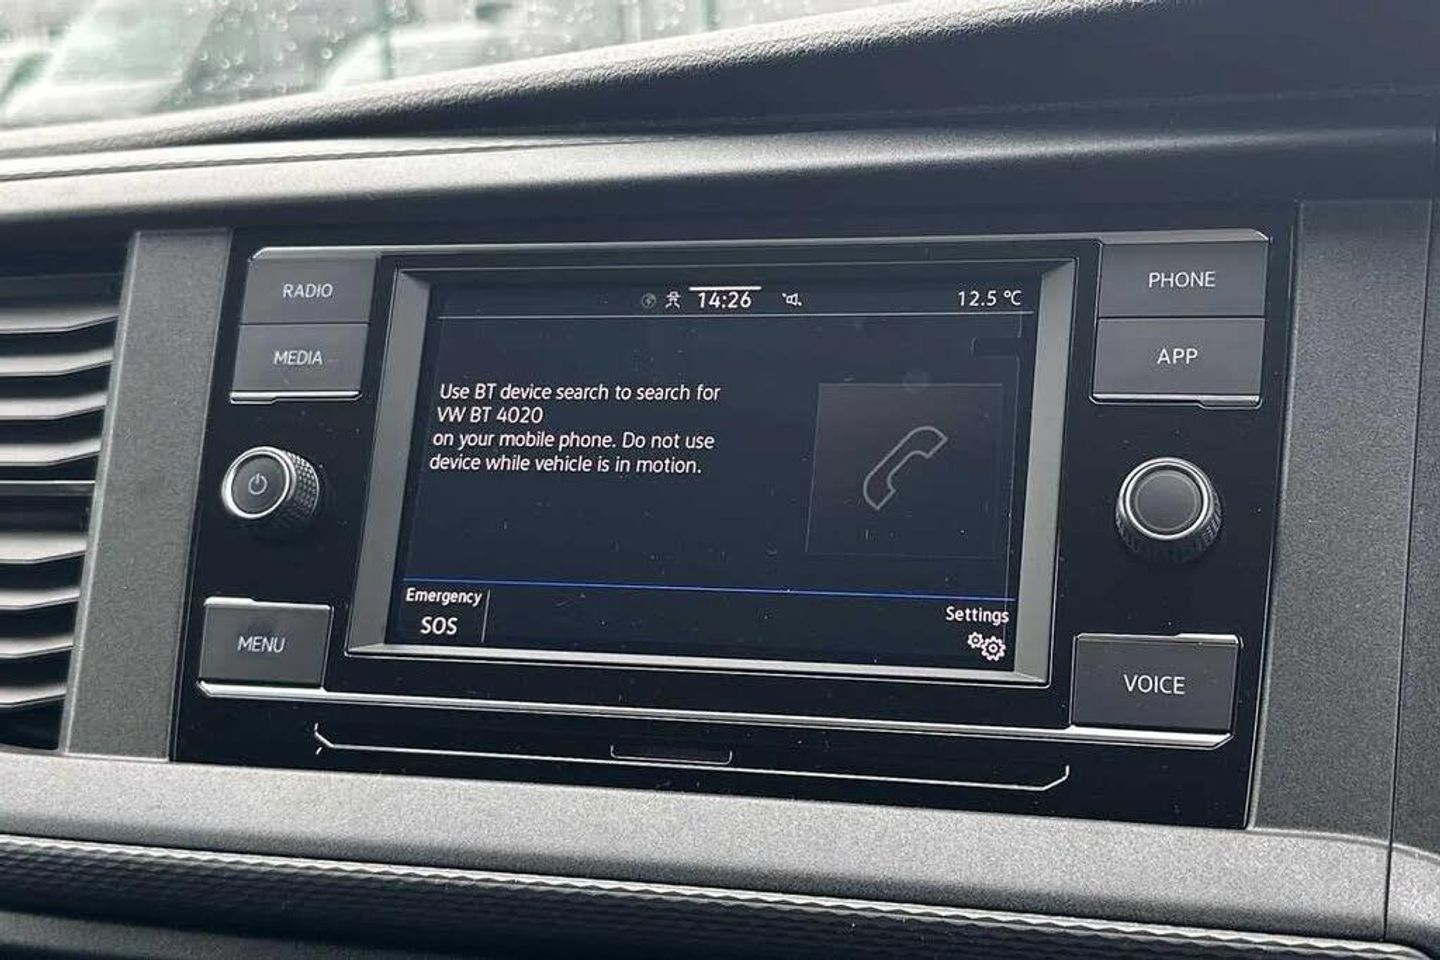 RADIO
MEDIA
MENU
14:26
12.5 °C
Use BT device search to search for
VW BT 4020
on your mobile phone. Do not use
device while vehicle is in motion.
Emergency
SOS
Settings
PHONE
APP
VOICE